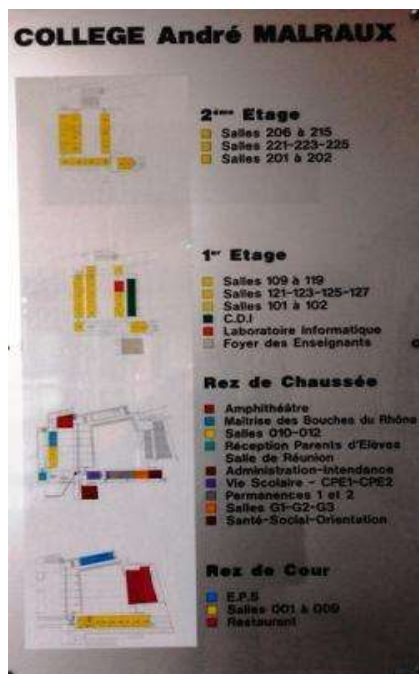 COLLEGE André MALRAUX
2ème Etage
Salles 206 à 215
Salles 221-223-225
Salles 201 à 202
1er Etage
Salles 109 à 119
Salles 121-123-125-127
Salles 101 à 102
C.D.I
Laboratoire Informatique
Foyer des Enseignants
Rez de Chaussée
Amphithéâtre
Maîtrise des Bouches du Rhône
Salles 010-012
Réception Parents d'Elèves
Salle de Réunion
Administration-Intendance
Vie Scolaire - CPE1-CPE2
Permanences 1 et 2
Salles G1-G2-G3
Santé-Social-Orientation
Rez de Cour
E.P.S
Salles 001 à 009
Restaurant